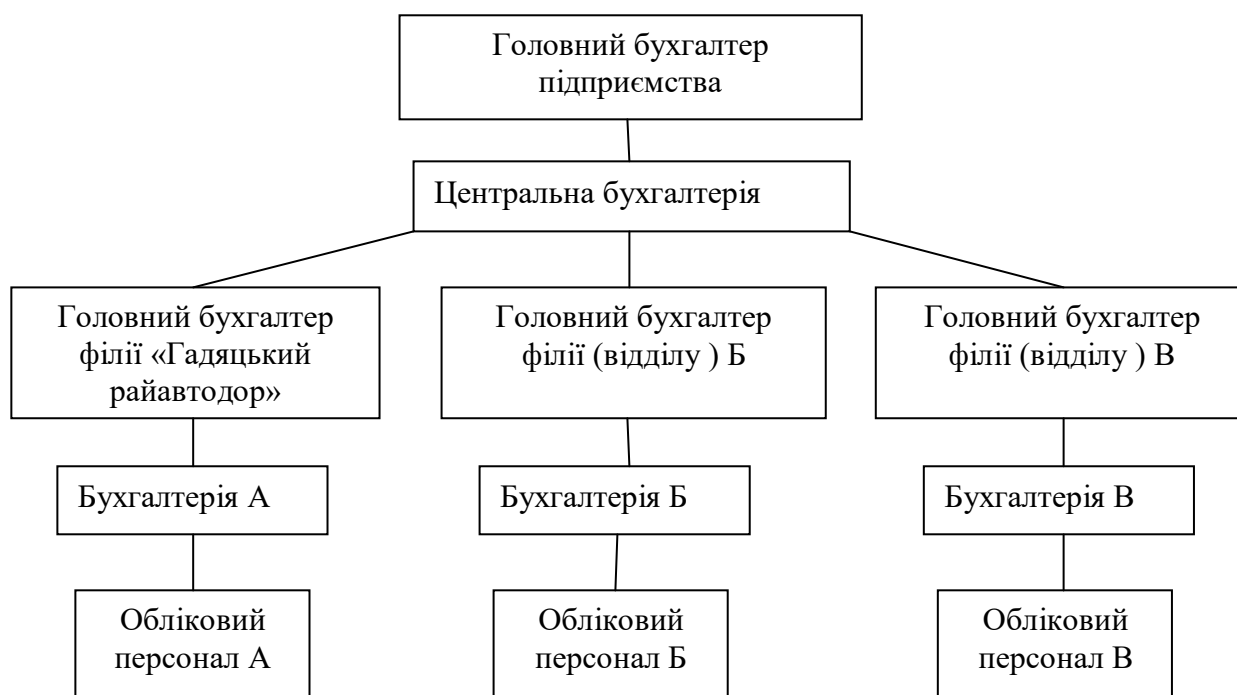 Головний бухгалтер
підприємства
Центральна бухгалтерія
Головний бухгалтер
філії «Гадяцький
райавтодор»
Головний бухгалтер
філії (відділу ) Б
Головний бухгалтер
філії (відділу ) В
Бухгалтерія А
Бухгалтерія Б
Бухгалтерія В
Обліковий
персонал А
Обліковий
персонал Б
Обліковий
персонал В